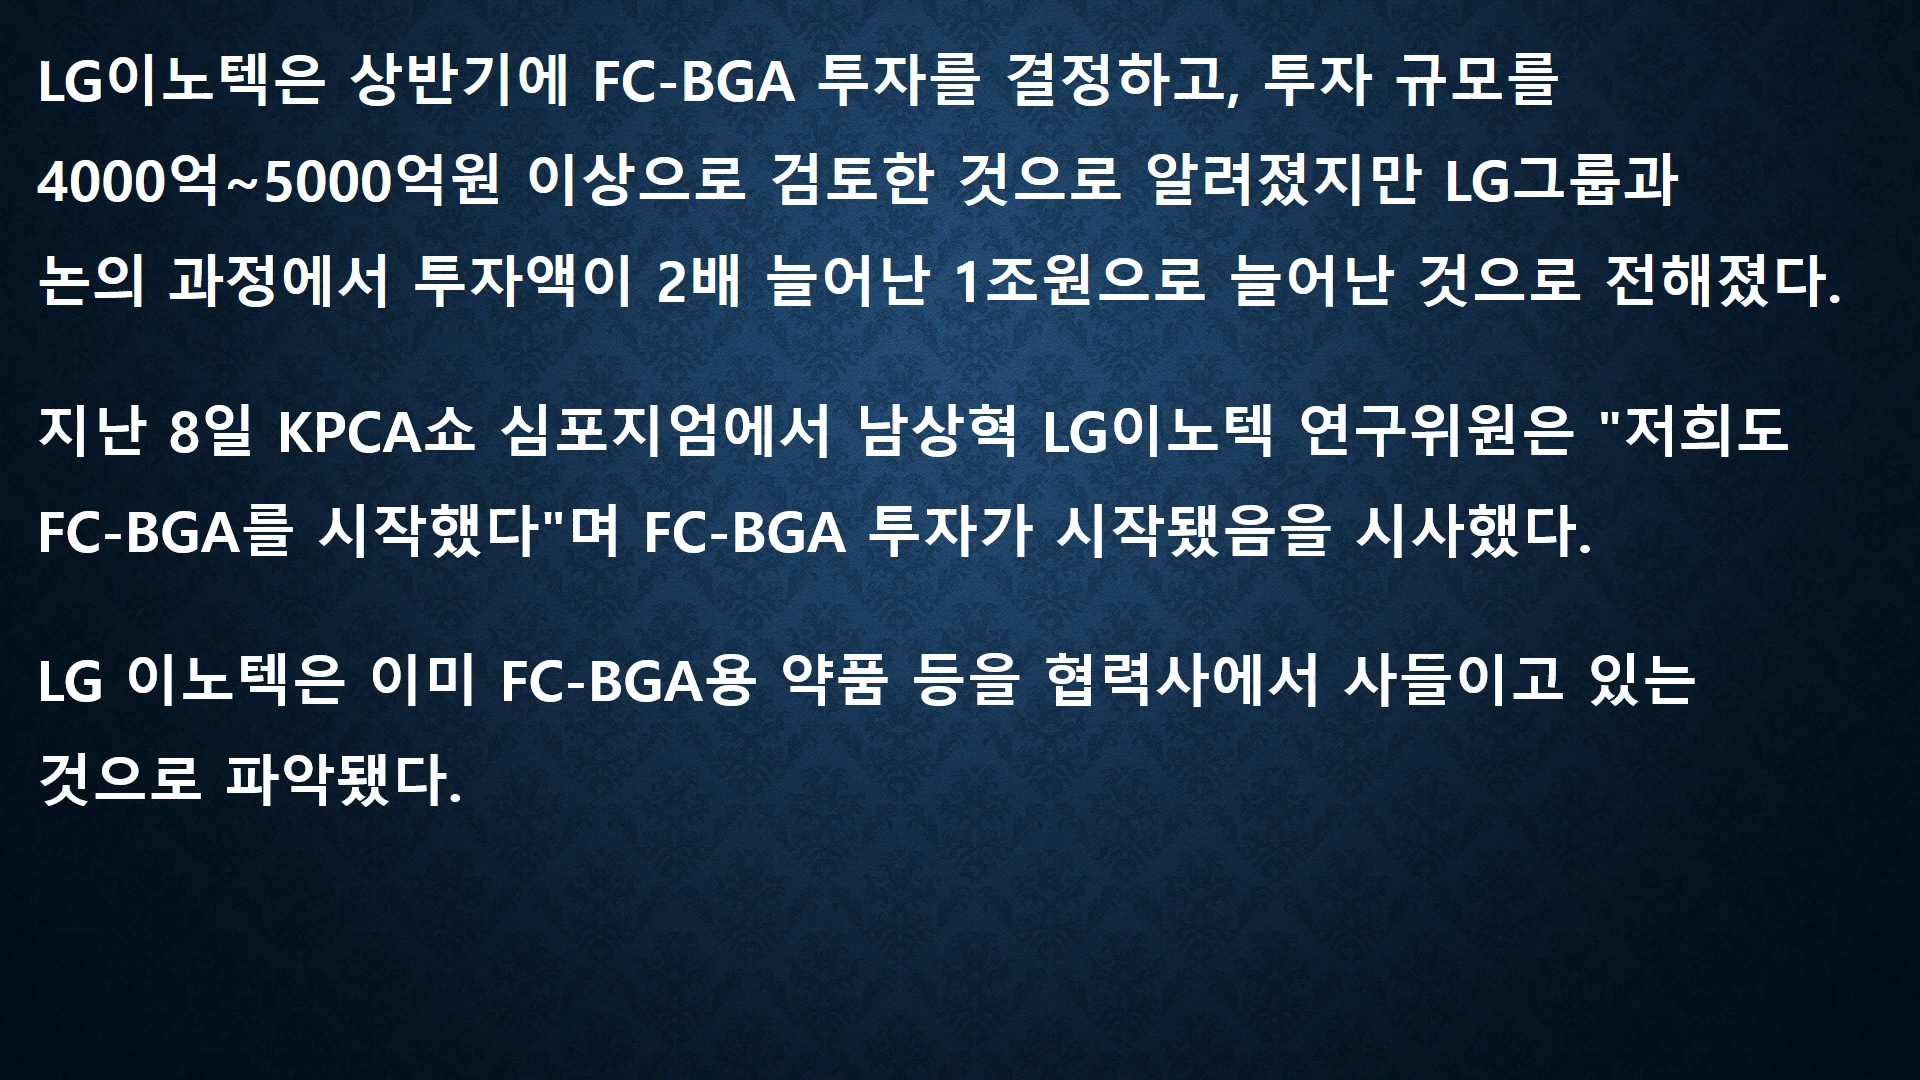 LG이노텍은 상반기에 FC-BGA 투자를 결정하고, 투자 규모를
4000억~5000억원 이상으로 검토한 것으로 알려졌지만 LG그룹과
논의 과정에서 투자액이 2배 늘어난 1조원으로 늘어난 것으로 전해졌다.
지난 8일 KPCA쇼 심포지엄에서 남상혁 LG이노텍 연구위원은 "저희도
FC-BGA를 시작했다"며 FC-BGA 투자가 시작됐음을 시사했다.
LG 이노텍은 이미 FC-BGA용 약품 등을 협력사에서 사들이고 있는
것으로 파악됐다.